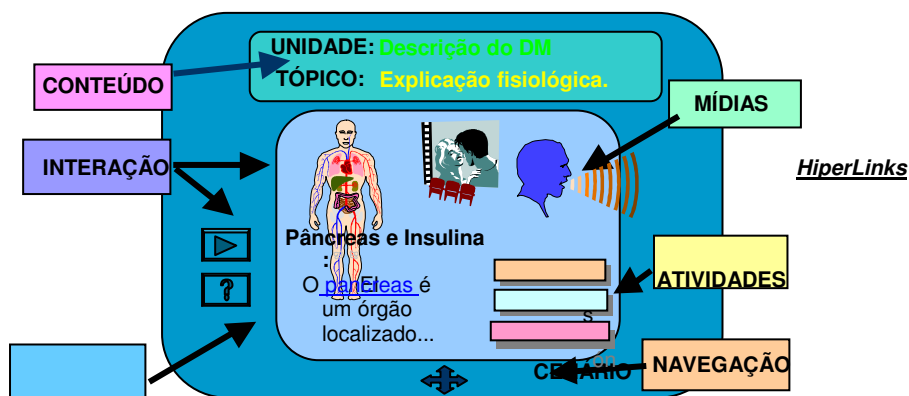 UNIDADE: Descrição do DM
TÓPICO: Explicação fisiológica.
CONTEÚDO
MÍDIAS
INTERAÇÃO
HiperLinks
Pâncreas e Insulina
:
O pâncreas é
um órgão
localizado...
ATIVIDADES
s
?
CENÁRIO
NAVEGAÇÃO